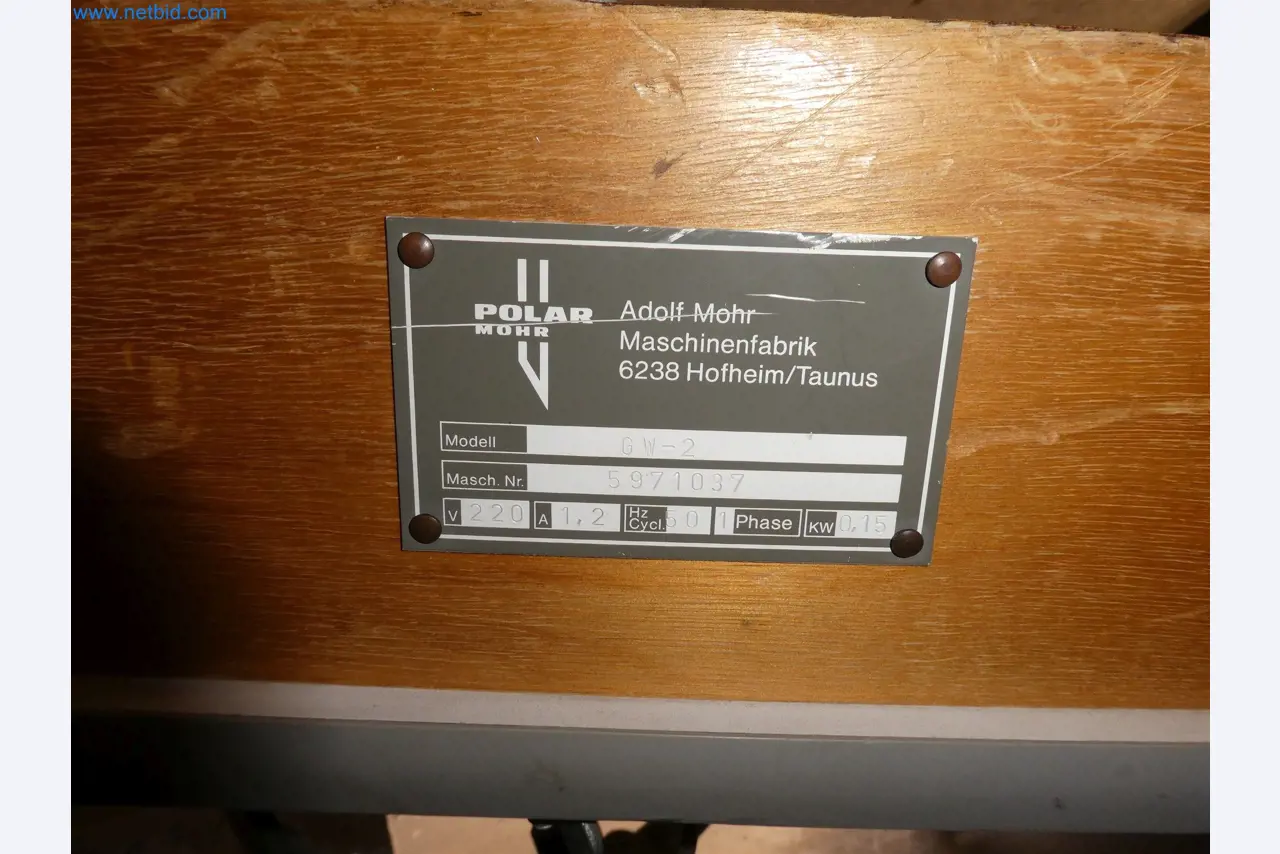 www.netbid.com
POLAR
MOHR
Adolf Mohr
Maschinenfabrik
6238 Hofheim/Taunus
Modell GW-2
Masch. Nr. 5971037
V 220 A 1,2 Hz Cycl. 50 1 Phase KW 0,15